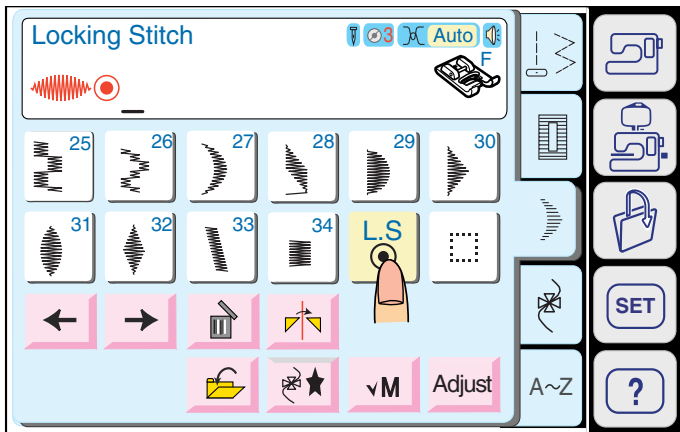 Locking Stitch
3 Auto
F
25 26 27 28 29 30
31 32 33 34 L.S
SET
√M Adjust A~Z ?